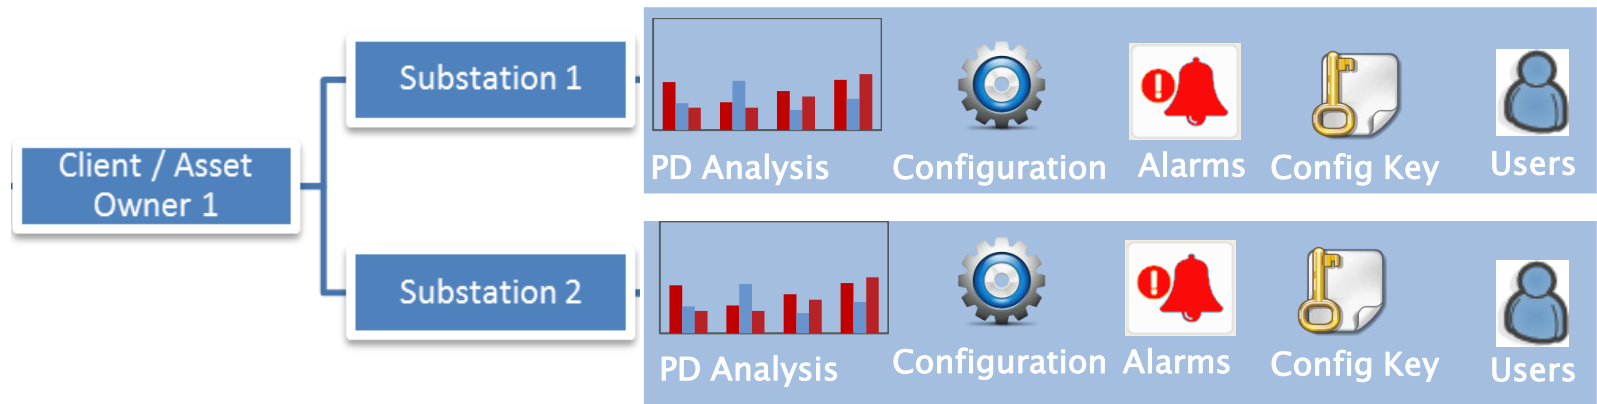 Client / Asset
Owner 1
Substation 1
PD Analysis
Configuration
Alarms
Config Key
Users
Substation 2
PD Analysis
Configuration
Alarms
Config Key
Users